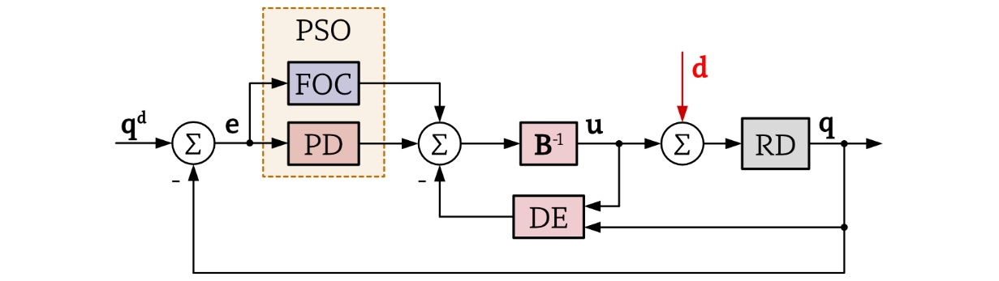 PSO
FOC
d
q^d
e
Σ
PD
Σ
B^-1
u
Σ
RD
q
-
-
DE